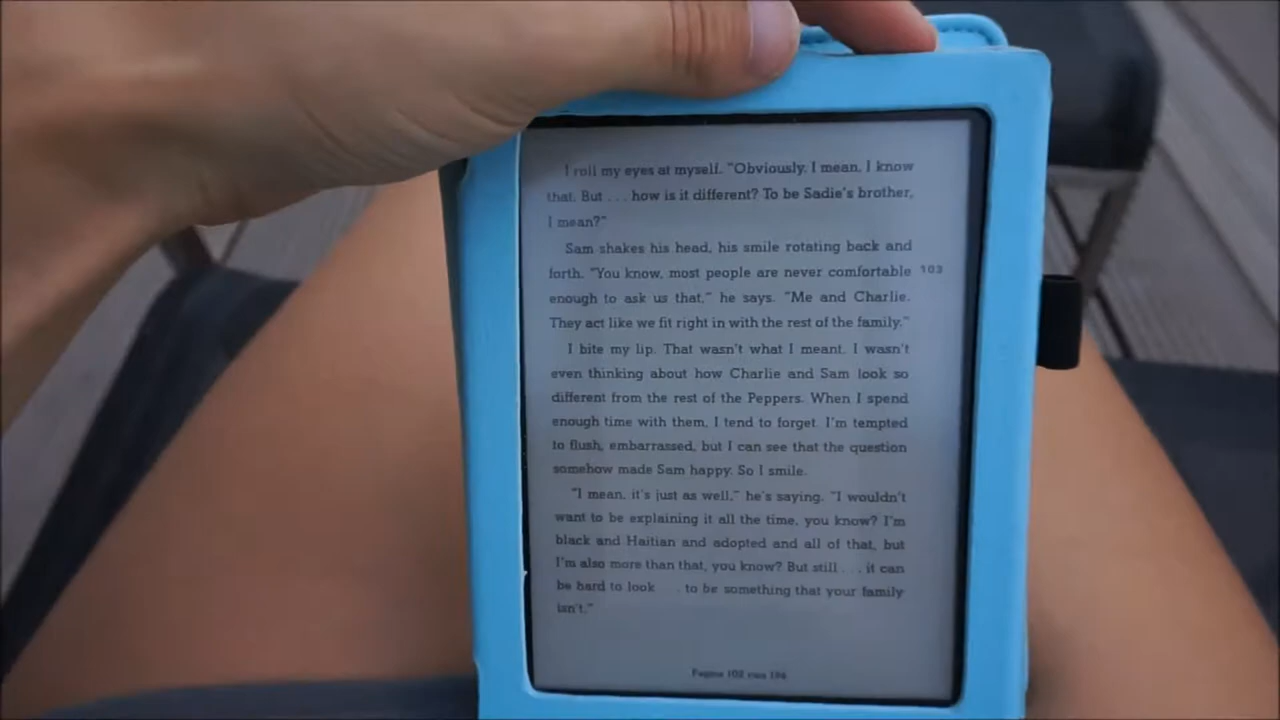 I roll my eyes at myself. "Obviously. I mean, I know
that. But . . . how is it different? To be Sadie's brother,
I mean?"
Sam shakes his head, his smile rotating back and
forth. "You know, most people are never comfortable
103
enough to ask us that," he says. "Me and Charlie.
They act like we fit right in with the rest of the family."
I bite my lip. That wasn't what I meant. I wasn't
even thinking about how Charlie and Sam look so
different from the rest of the Peppers. When I spend
enough time with them, I tend to forget. I'm tempted
to flush, embarrassed, but I can see that the question
somehow made Sam happy. So I smile.
"I mean, it's just as well," he's saying. "I wouldn't
want to be explaining it all the time, you know? I'm
black and Haitian and adopted and all of that, but
I'm also more than that, you know? But still . . . it can
be hard to look . to be something that your family
isn't."
Pagina 102 van